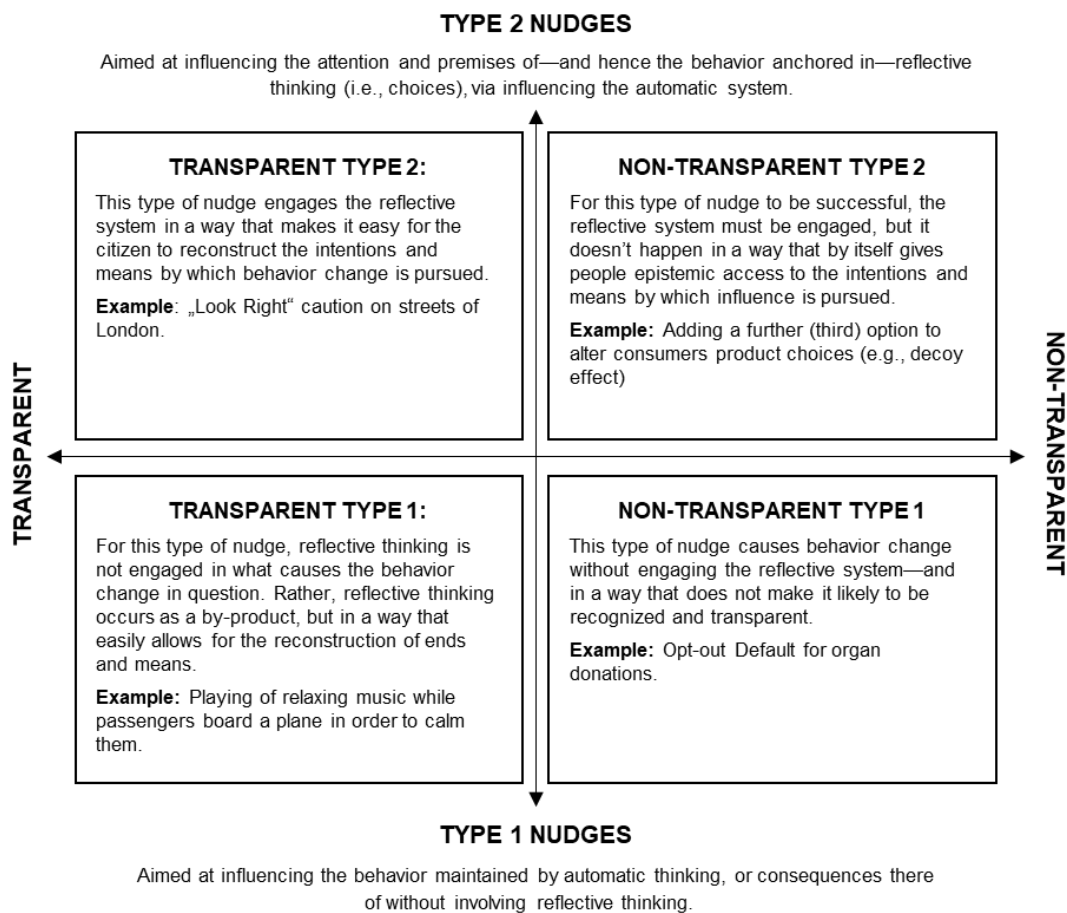 TYPE 2 NUDGES
Aimed at influencing the attention and premises of—and hence the behavior anchored in—reflective
thinking (i.e., choices), via influencing the automatic system.
TRANSPARENT TYPE 2:
This type of nudge engages the reflective
system in a way that makes it easy for the
citizen to reconstruct the intentions and
means by which behavior change is pursued.
Example: „Look Right“ caution on streets of
London.
NON-TRANSPARENT TYPE 2
For this type of nudge to be successful, the
reflective system must be engaged, but it
doesn’t happen in a way that by itself gives
people epistemic access to the intentions and
means by which influence is pursued.
Example: Adding a further (third) option to
alter consumers product choices (e.g., decoy
effect)
TRANSPARENT
NON-TRANSPARENT
TRANSPARENT TYPE 1:
For this type of nudge, reflective thinking is
not engaged in what causes the behavior
change in question. Rather, reflective thinking
occurs as a by-product, but in a way that
easily allows for the reconstruction of ends
and means.
Example: Playing of relaxing music while
passengers board a plane in order to calm
them.
NON-TRANSPARENT TYPE 1
This type of nudge causes behavior change
without engaging the reflective system—and
in a way that does not make it likely to be
recognized and transparent.
Example: Opt-out Default for organ
donations.
TYPE 1 NUDGES
Aimed at influencing the behavior maintained by automatic thinking, or consequences there
of without involving reflective thinking.